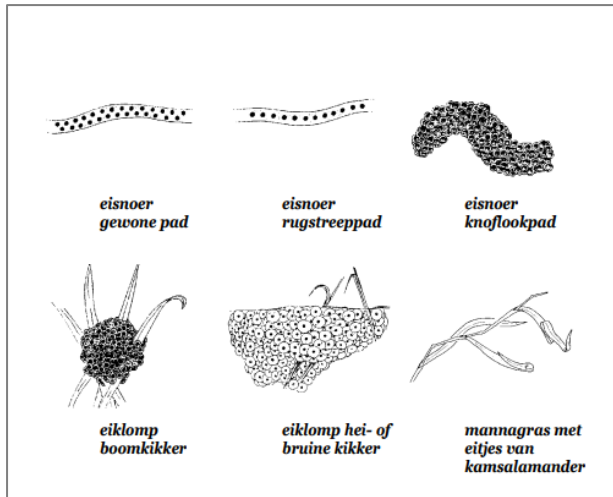 eisnoer
gewone pad
eisnoer
rugstreeppad
eisnoer
knoflookpad
eiklomp
boomkikker
eiklomp hei- of
bruine kikker
mannagras met
eitjes van
kamsalamander